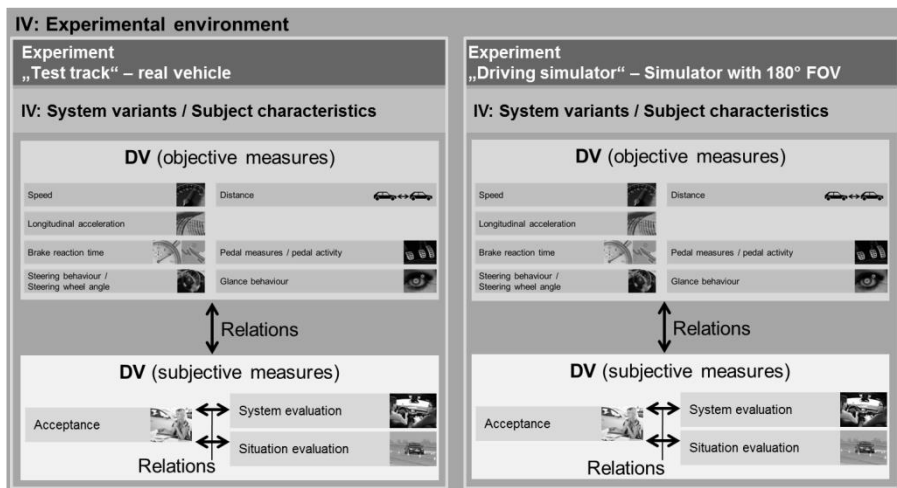 IV: Experimental environment
Experiment
„Test track“ – real vehicle
IV: System variants / Subject characteristics
DV (objective measures)
Speed
Distance
Longitudinal acceleration
Brake reaction time
Pedal measures / pedal activity
Steering behaviour /
Steering wheel angle
Glance behaviour
Relations
DV (subjective measures)
Acceptance
System evaluation
Situation evaluation
Relations
Experiment
„Driving simulator“ – Simulator with 180° FOV
IV: System variants / Subject characteristics
DV (objective measures)
Speed
Distance
Longitudinal acceleration
Brake reaction time
Pedal measures / pedal activity
Steering behaviour /
Steering wheel angle
Glance behaviour
Relations
DV (subjective measures)
Acceptance
System evaluation
Situation evaluation
Relations